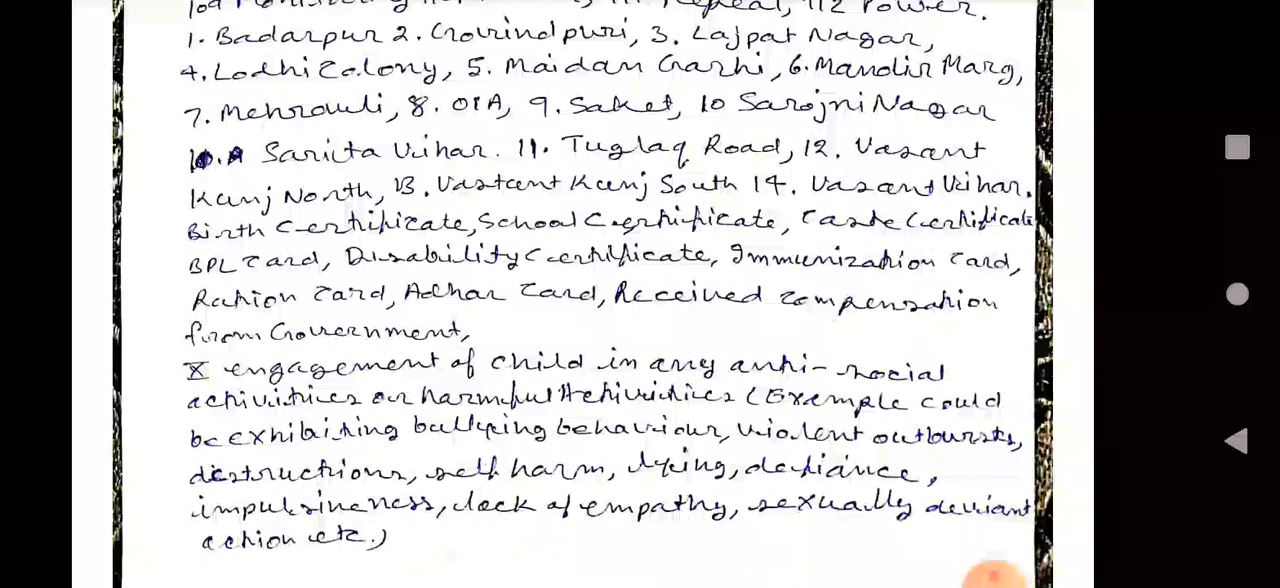 Repeal, 112 Power.
1. Badarpur 2. Govindpuri, 3. Lajpat Nagar,
4. Lodhi Colony, 5. Maidan Garhi, 6. Mandir Marg,
7. Mehrauli, 8. OIA, 9. Saket, 10 Sarojni Nagar
10.A Sarita Vihar. 11. Tuglaq Road, 12. Vasant
Kunj North, 13. Vastant Kunj South 14. Vasant Vihar.
Birth Certificate, School Certificate, Caste Certificate
BPL Card, Disability Certificate, Immunization Card,
Ration Card, Adhar Card, Received Compensation
from Government,
X engagement of child in any anti-social
activities or harmful Activities (Example could
be exhibiting bullying behaviour, violent outbursts,
destructions, self harm, lying, defiance,
impulsiveness, lack of empathy, sexually deviant
action etc.)